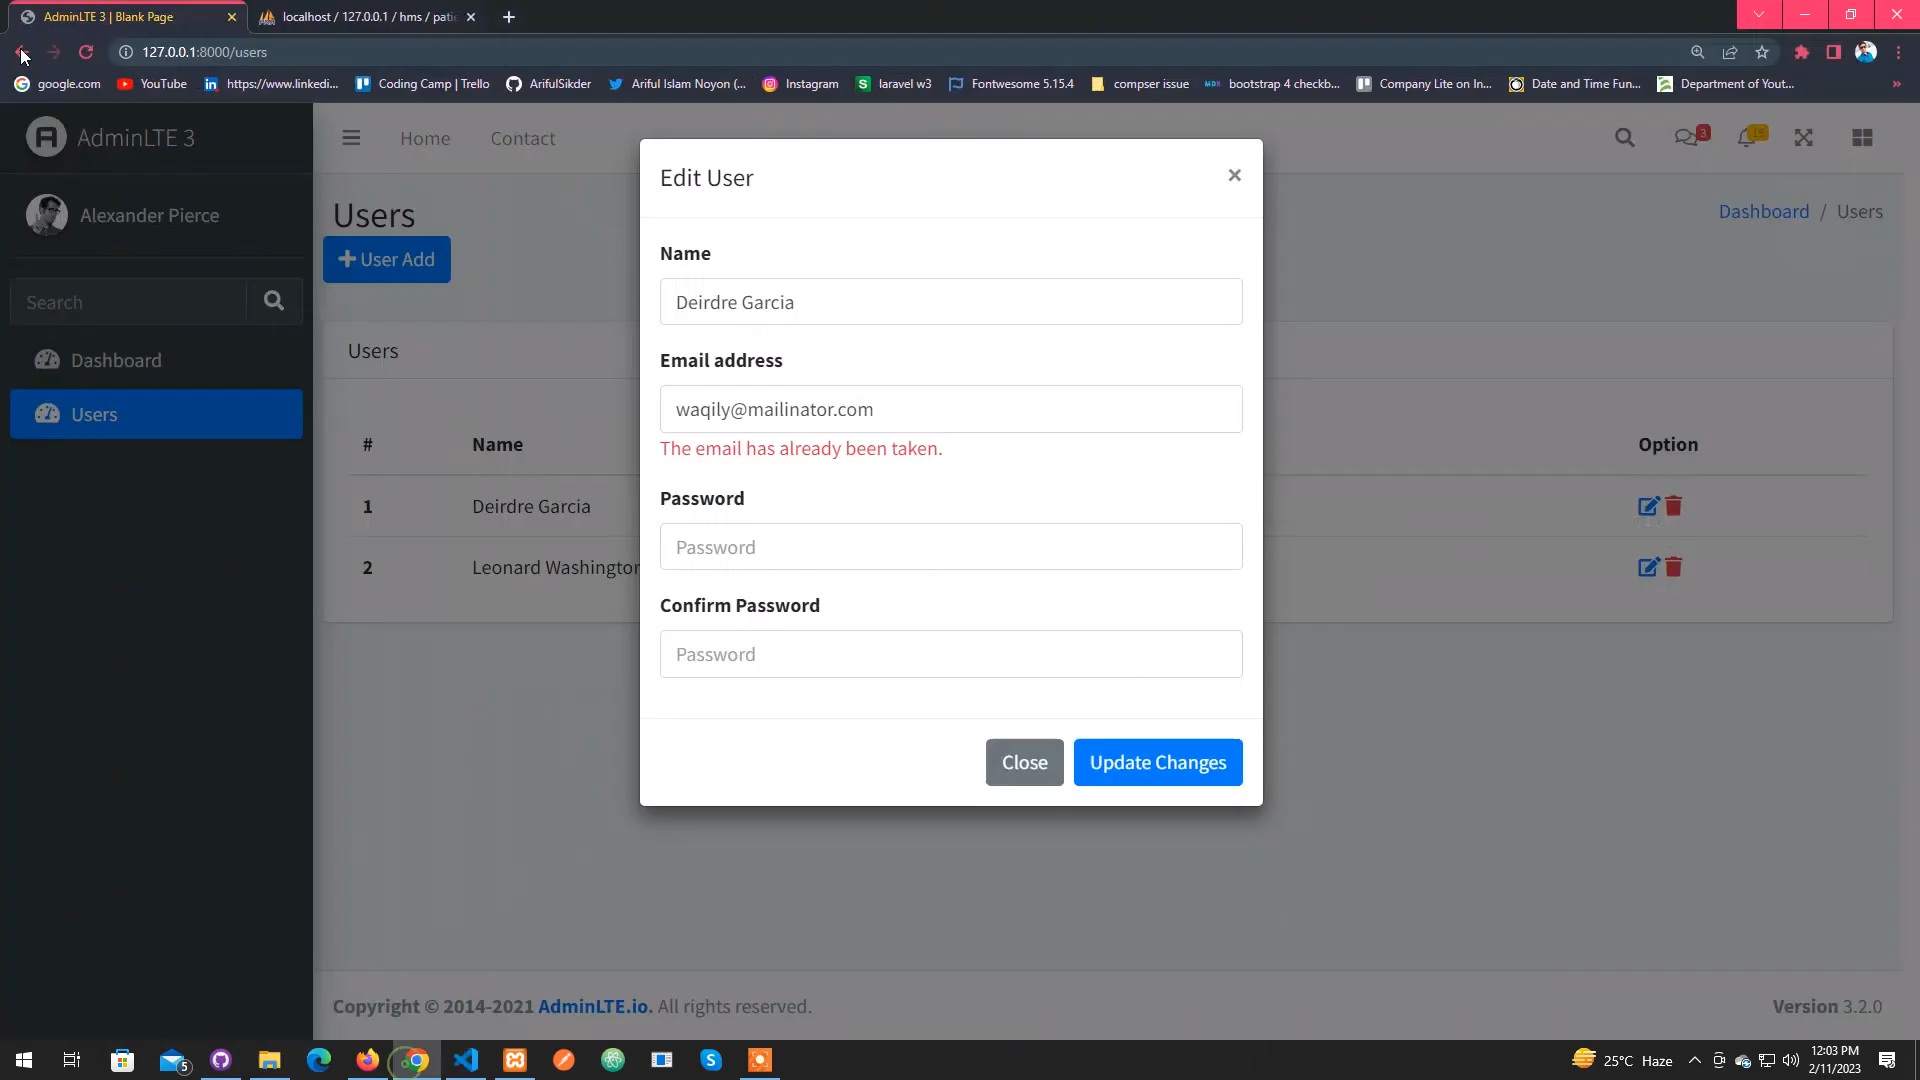 AdminLTE 3 | Blank Page
localhost / 127.0.0.1 / hms / patie
127.0.0.1:8000/users
google.com
YouTube
https://www.linkedi...
Coding Camp | Trello
ArifulSikder
Ariful Islam Noyon (...
Instagram
laravel w3
Fontwesome 5.15.4
compser issue
bootstrap 4 checkb...
Company Lite on In...
Date and Time Fun...
Department of Yout...
AdminLTE 3
Home
Contact
3
15
Alexander Pierce
Search
Dashboard
Users
Users
Dashboard / Users
User Add
Users
# Name Option
1 Deirdre Garcia
2 Leonard Washington
Edit User
×
Name
Deirdre Garcia
Email address
waqily@mailinator.com
The email has already been taken.
Password
Password
Confirm Password
Password
Close
Update Changes
Copyright © 2014-2021 AdminLTE.io. All rights reserved.
Version 3.2.0
5
25°C Haze
12:03 PM
2/11/2023